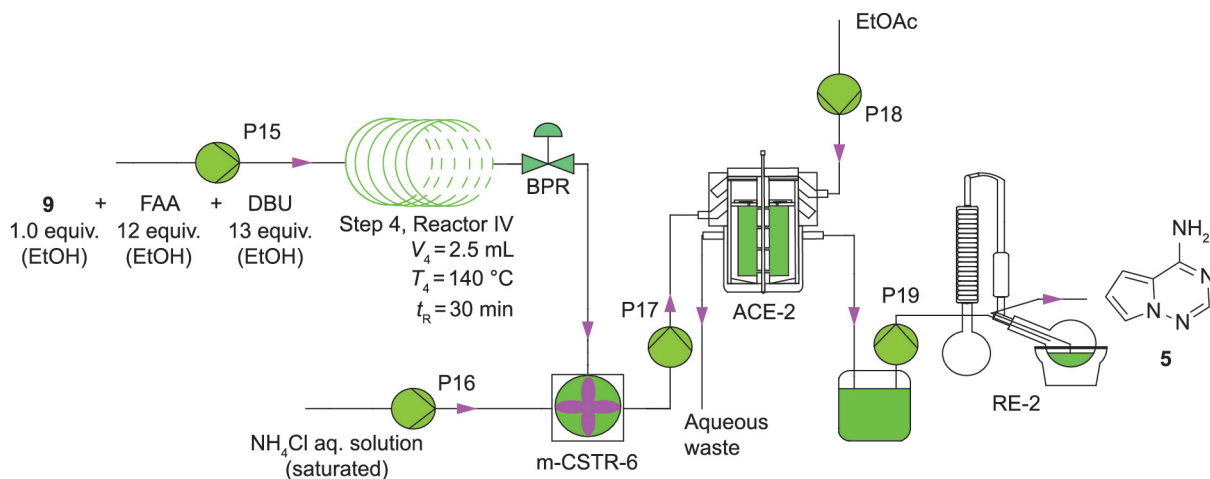 EtOAc
P18
P15
BPR
9 + FAA + DBU
1.0 equiv. 12 equiv. 13 equiv.
(EtOH) (EtOH) (EtOH)
Step 4, Reactor IV
V₄ = 2.5 mL
T₄ = 140 °C
t_R = 30 min
P17
ACE-2
P19
NH₂
N
N
N
5
RE-2
P16
NH₄Cl aq. solution
(saturated)
m-CSTR-6
Aqueous
waste